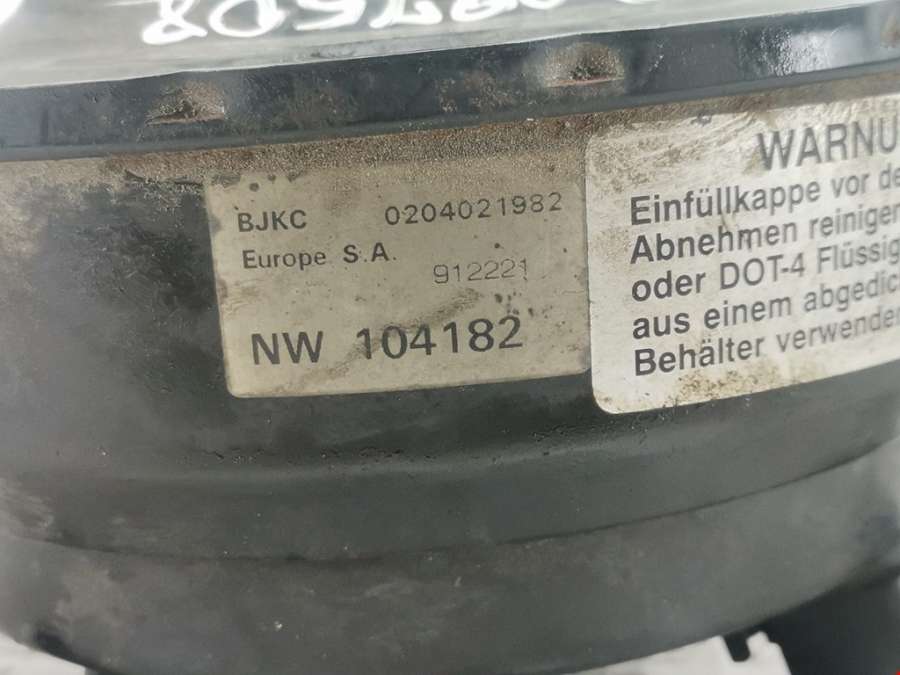 BJKC 0204021982
Europe S.A.
912221
NW 104182
WARNU
Einfüllkappe vor de
Abnehmen reiniger
oder DOT-4 Flüssig
aus einem abgedic
Behälter verwende